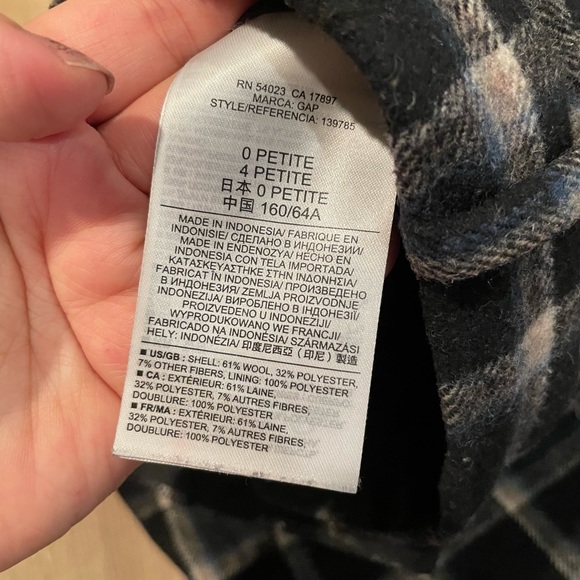 RN 54023 CA 17897
MARCA: GAP
STYLE/REFERENCIA: 139785
0 PETITE
4 PETITE
日本 0 PETITE
中国 160/64A
MADE IN INDONESIA/ FABRIQUE EN
INDONISIE/ СДЕЛАНО В ИНДОНЕЗИИ/
MADE IN ENDENOZYA/ HECHO EN
INDONESIA CON TELA IMPORTADA/
ΚΑΤΑΣΚΕΥΑΣΤΗΚΕ ΣΤΗΝ ΙΝΔΟΝΗΣΙΑ/
FABRICAT ÎN INDONEZIA/ ПРОИЗВЕДЕНО
В ИНДОНЕЗИЯ/ ZEMLJA PROIZVODNJE
INDONEZIJA/ ВИРОБЛЕНО В ІНДОНЕЗІЇ/
PROIZVEDENO U INDONEZIJI/
WYPRODUKOWANO WE FRANCJI/
FABRICADO NA INDONÉSIA/ SZÁRMAZÁSI
HELY: INDONÉZIA/ 印度尼西亞 (印尼) 製造
■ US/GB : SHELL: 61% WOOL, 32% POLYESTER,
7% OTHER FIBERS, LINING: 100% POLYESTER
■ CA : EXTÉRIEUR: 61% LAINE,
32% POLYESTER, 7% AUTRES FIBRES,
DOUBLURE: 100% POLYESTER
■ FR/MA : EXTÉRIEUR: 61% LAINE,
32% POLYESTER, 7% AUTRES FIBRES,
DOUBLURE: 100% POLYESTER